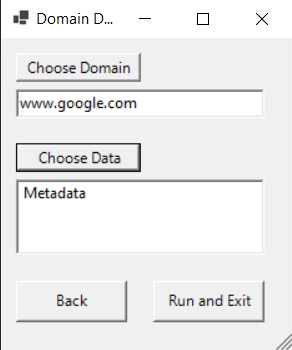 Domain D...
Choose Domain
www.google.com
Choose Data
Metadata
Back
Run and Exit